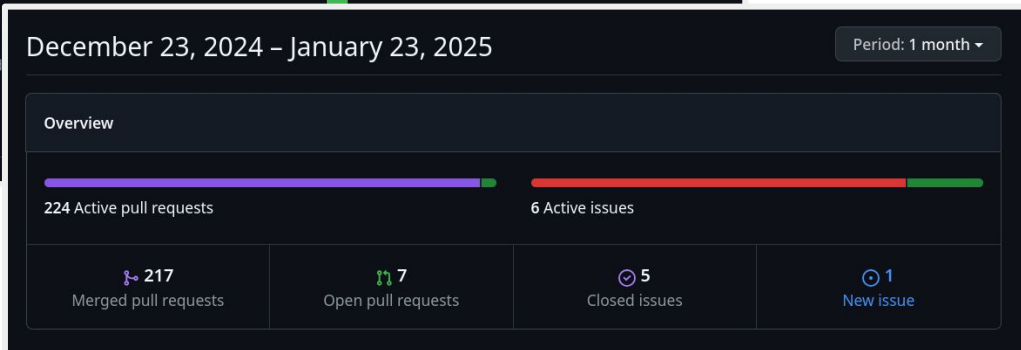 December 23, 2024 – January 23, 2025
Period: 1 month
Overview
224 Active pull requests
6 Active issues
217
Merged pull requests
7
Open pull requests
5
Closed issues
1
New issue